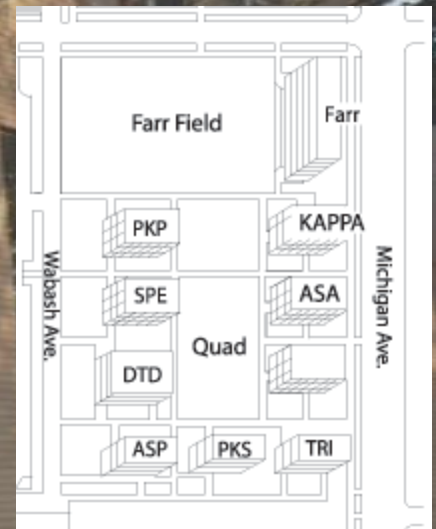 Farr Field
Farr
PKP
KAPPA
SPE
ASA
Wabash Ave.
Quad
Michigan Ave.
DTD
ASP
PKS
TRI